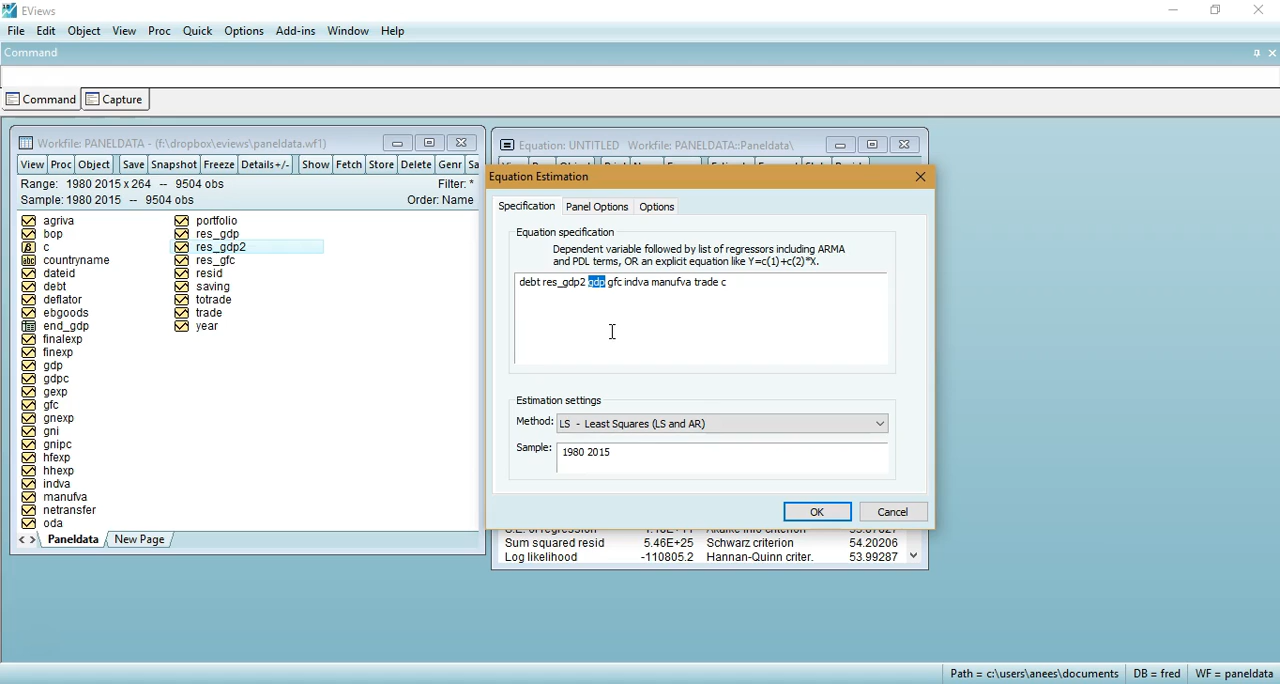 EViews
File Edit Object View Proc Quick Options Add-ins Window Help
Command
Command Capture
Workfile: PANELDATA - (f:\dropbox\eviews\paneldata.wf1)
View Proc Object Save Snapshot Freeze Details+/- Show Fetch Store Delete Genr Sa
Range: 1980 2015 x 264 -- 9504 obs Filter: *
Sample: 1980 2015 -- 9504 obs Order: Name
agriva
bop
c
countryname
dateid
debt
deflator
ebgoods
end_gdp
finalexp
finexp
gdp
gdpc
gexp
gfc
gnexp
gni
gnipc
hfexp
hhexp
indva
manufva
netransfer
oda
portfolio
res_gdp
res_gdp2
res_gfc
resid
saving
totrade
trade
year
Paneldata New Page
Equation: UNTITLED Workfile: PANELDATA::Paneldata\
Equation Estimation
Specification Panel Options Options
Equation specification
Dependent variable followed by list of regressors including ARMA
and PDL terms, OR an explicit equation like Y=c(1)+c(2)*X.
debt res_gdp2 gdp gfc indva manufva trade c
Estimation settings
Method: LS - Least Squares (LS and AR)
Sample: 1980 2015
OK Cancel
Sum squared resid 5.46E+25 Schwarz criterion 54.20206
Log likelihood -110805.2 Hannan-Quinn criter. 53.99287
Path = c:\users\anees\documents DB = fred WF = paneldata